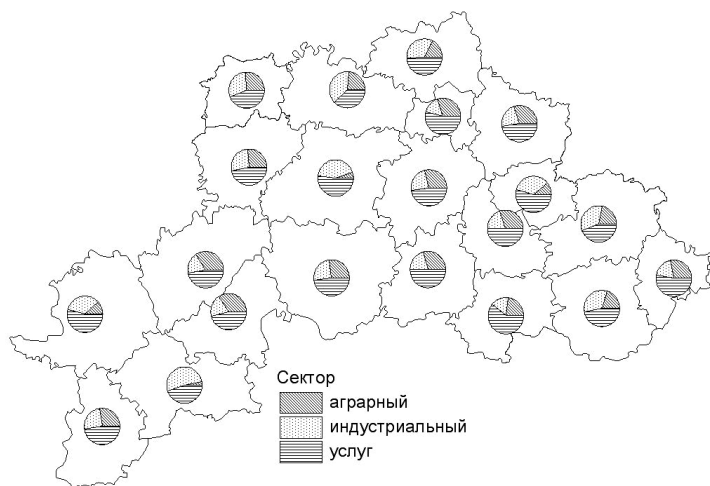 Сектор
аграрный
индустриальный
услуг